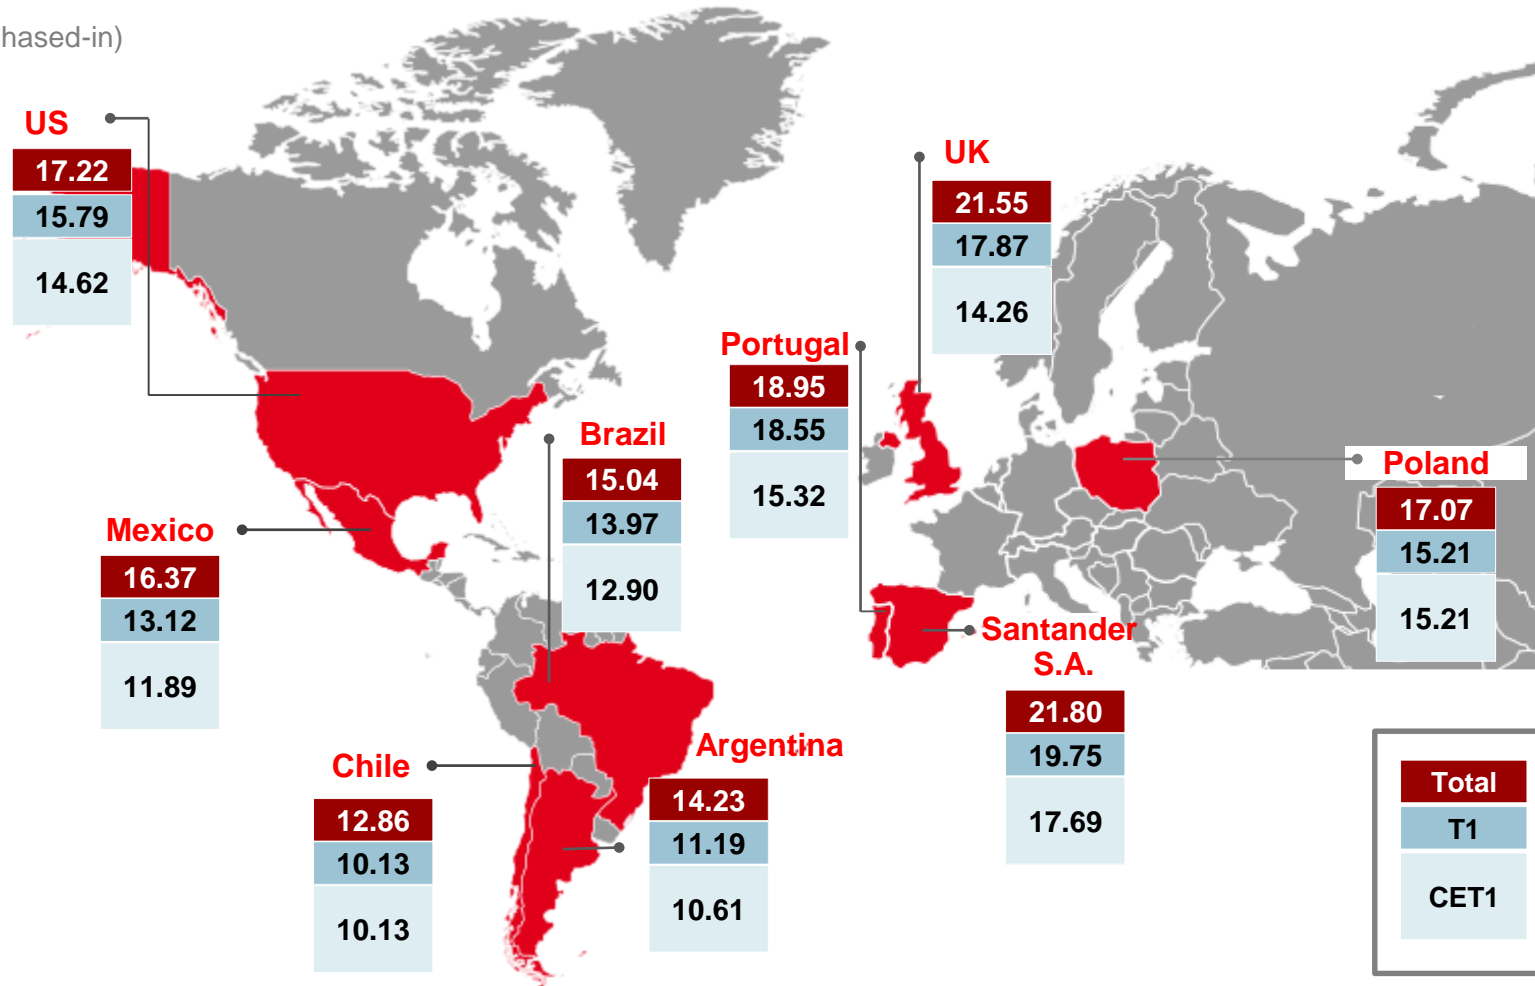 hased-in)
US
17.22
15.79
14.62
UK
21.55
17.87
14.26
Portugal
18.95
18.55
15.32
Brazil
15.04
13.97
12.90
Poland
17.07
15.21
15.21
Mexico
16.37
13.12
11.89
Santander
S.A.
21.80
19.75
17.69
Chile
12.86
10.13
10.13
Argentina
14.23
11.19
10.61
Total
T1
CET1